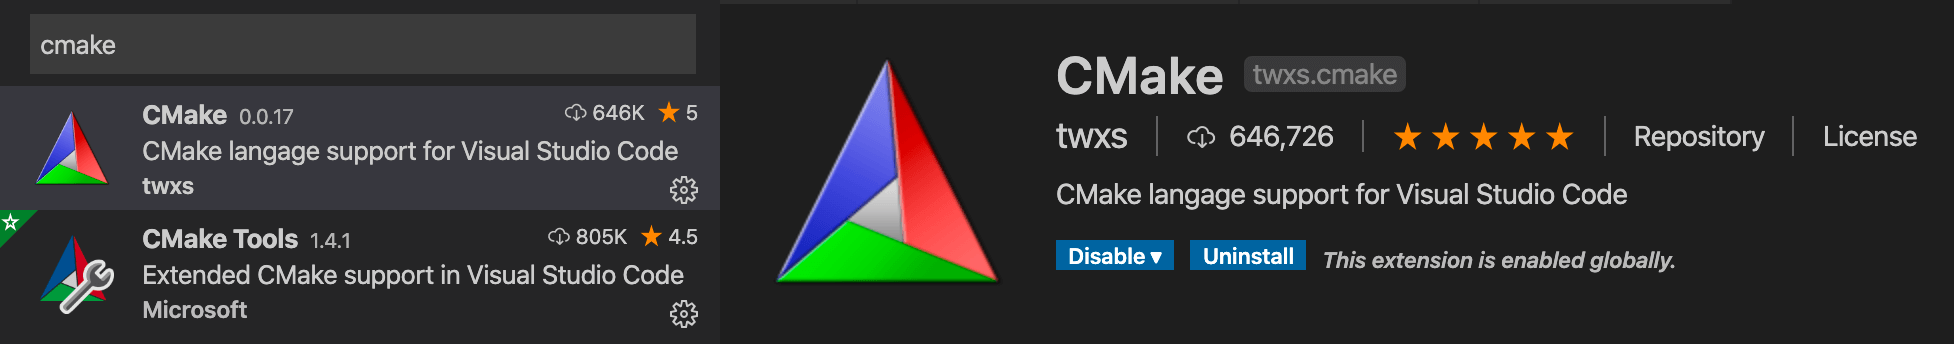 cmake
CMake 0.0.17 646K ★ 5
CMake langage support for Visual Studio Code
twxs
CMake Tools 1.4.1 805K ★ 4.5
Extended CMake support in Visual Studio Code
Microsoft
CMake twxs.cmake
twxs | 646,726 | ★★★★★ | Repository | License
CMake langage support for Visual Studio Code
Disable ▾ Uninstall This extension is enabled globally.